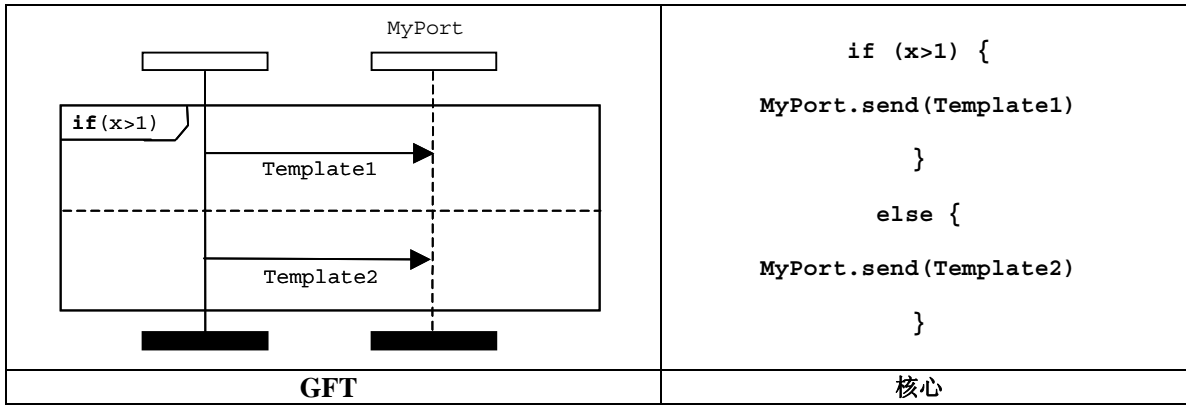 MyPort
if(x>1)
Template1
Template2
if (x>1) {
MyPort.send(Template1)
}
else {
MyPort.send(Template2)
}
GFT
核心